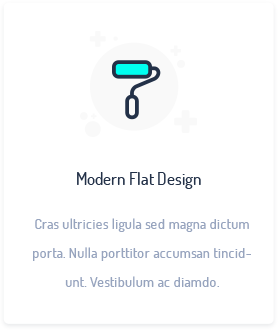 Modern Flat Design
Cras ultricies ligula sed magna dictum
porta. Nulla porttitor accumsan tincid-
unt. Vestibulum ac diamdo.